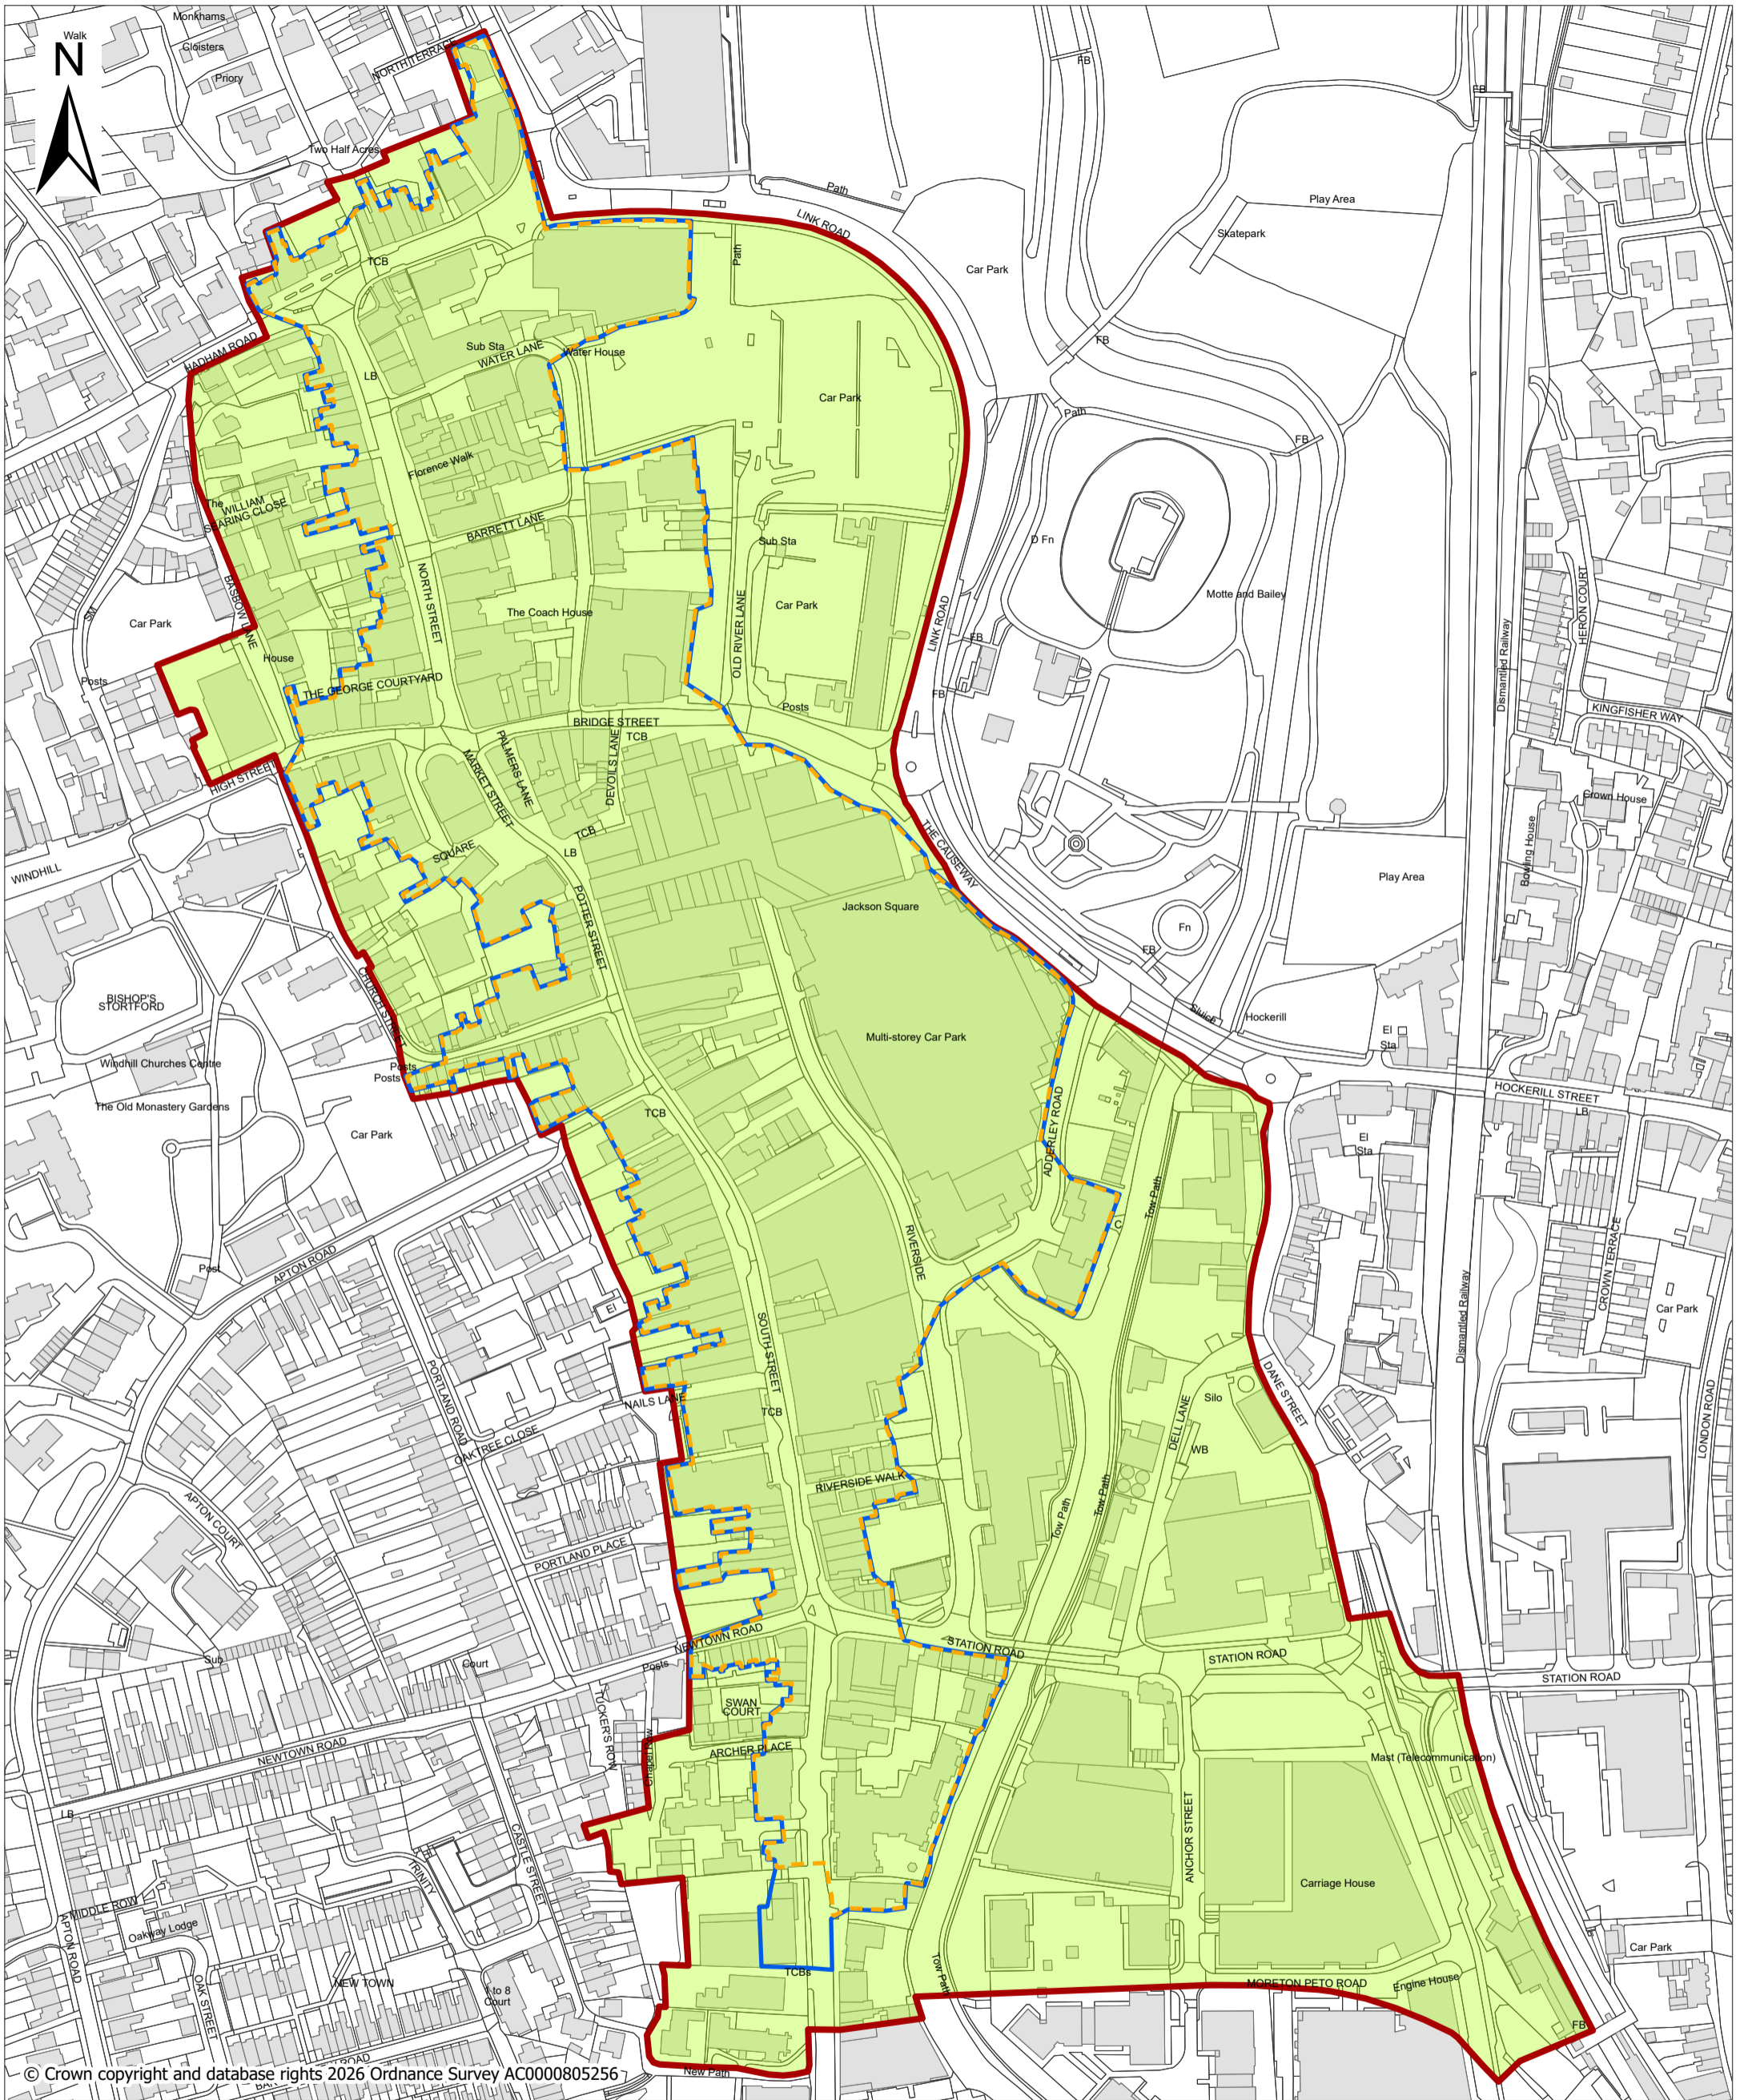 Monkhams
Walk
N
Cloisters
Priory
NORTH TERRACE
FB
FB
Two Half Acres
Path
LINK ROAD
Play Area
Skatepark
Car Park
TCB
Path
HADHAM ROAD
Sub Sta
WATER LANE
Water House
FB
LB
Car Park
Path
FB
Florence Walk
The
WILLIAM
SEARING CLOSE
BARRETT LANE
Sub Sta
D Fn
NORTH STREET
BASBOW LANE
The Coach House
Car Park
Motte and Bailey
HERON COURT
SM
Car Park
OLD RIVER LANE
LINK ROAD
FB
Dismantled Railway
House
Posts
THE GEORGE COURTYARD
FB
Posts
KINGFISHER WAY
BRIDGE STREET
TCB
PALMERS LANE
DEVOILS LANE
MARKET STREET
HIGH STREET
Crown House
TCB
THE CAUSEWAY
LB
SQUARE
Bowling House
WINDHILL
Play Area
POTTER STREET
Jackson Square
Fn
FB
CHURCH STREET
BISHOP'S
STORTFORD
Sluice
Hockerill
El
Sta
Multi-storey Car Park
Windhill Churches Centre
Posts
Posts
HOCKERILL STREET
LB
The Old Monastery Gardens
TCB
Car Park
ADDERLEY ROAD
El
Sta
Tow Path
C
RIVERSIDE
CROWN TERRACE
APTON ROAD
Post
El
Car Park
Dismantled Railway
SOUTH STREET
PORTLAND ROAD
DANE STREET
NAILS LANE
TCB
Silo
DELL LANE
LONDON ROAD
OAKTREE CLOSE
WB
RIVERSIDE WALK
Tow Path
Tow Path
APTON COURT
PORTLAND PLACE
NEWTOWN ROAD
STATION ROAD
STATION ROAD
STATION ROAD
Sub
Court
Posts
SWAN
COURT
TUCKER'S ROW
Chapel Row
ARCHER PLACE
NEWTOWN ROAD
Mast (Telecommunication)
LB
ANCHOR STREET
CASTLE STREET
TRINITY
Carriage House
MIDDLE ROW
Oakway Lodge
APTON ROAD
Car Park
TCBs
Tow Path
NEW TOWN
OAK STREET
1 to 8
Court
MORETON PETO ROAD
Engine House
FB
New Path
© Crown copyright and database rights 2026 Ordnance Survey AC0000805256